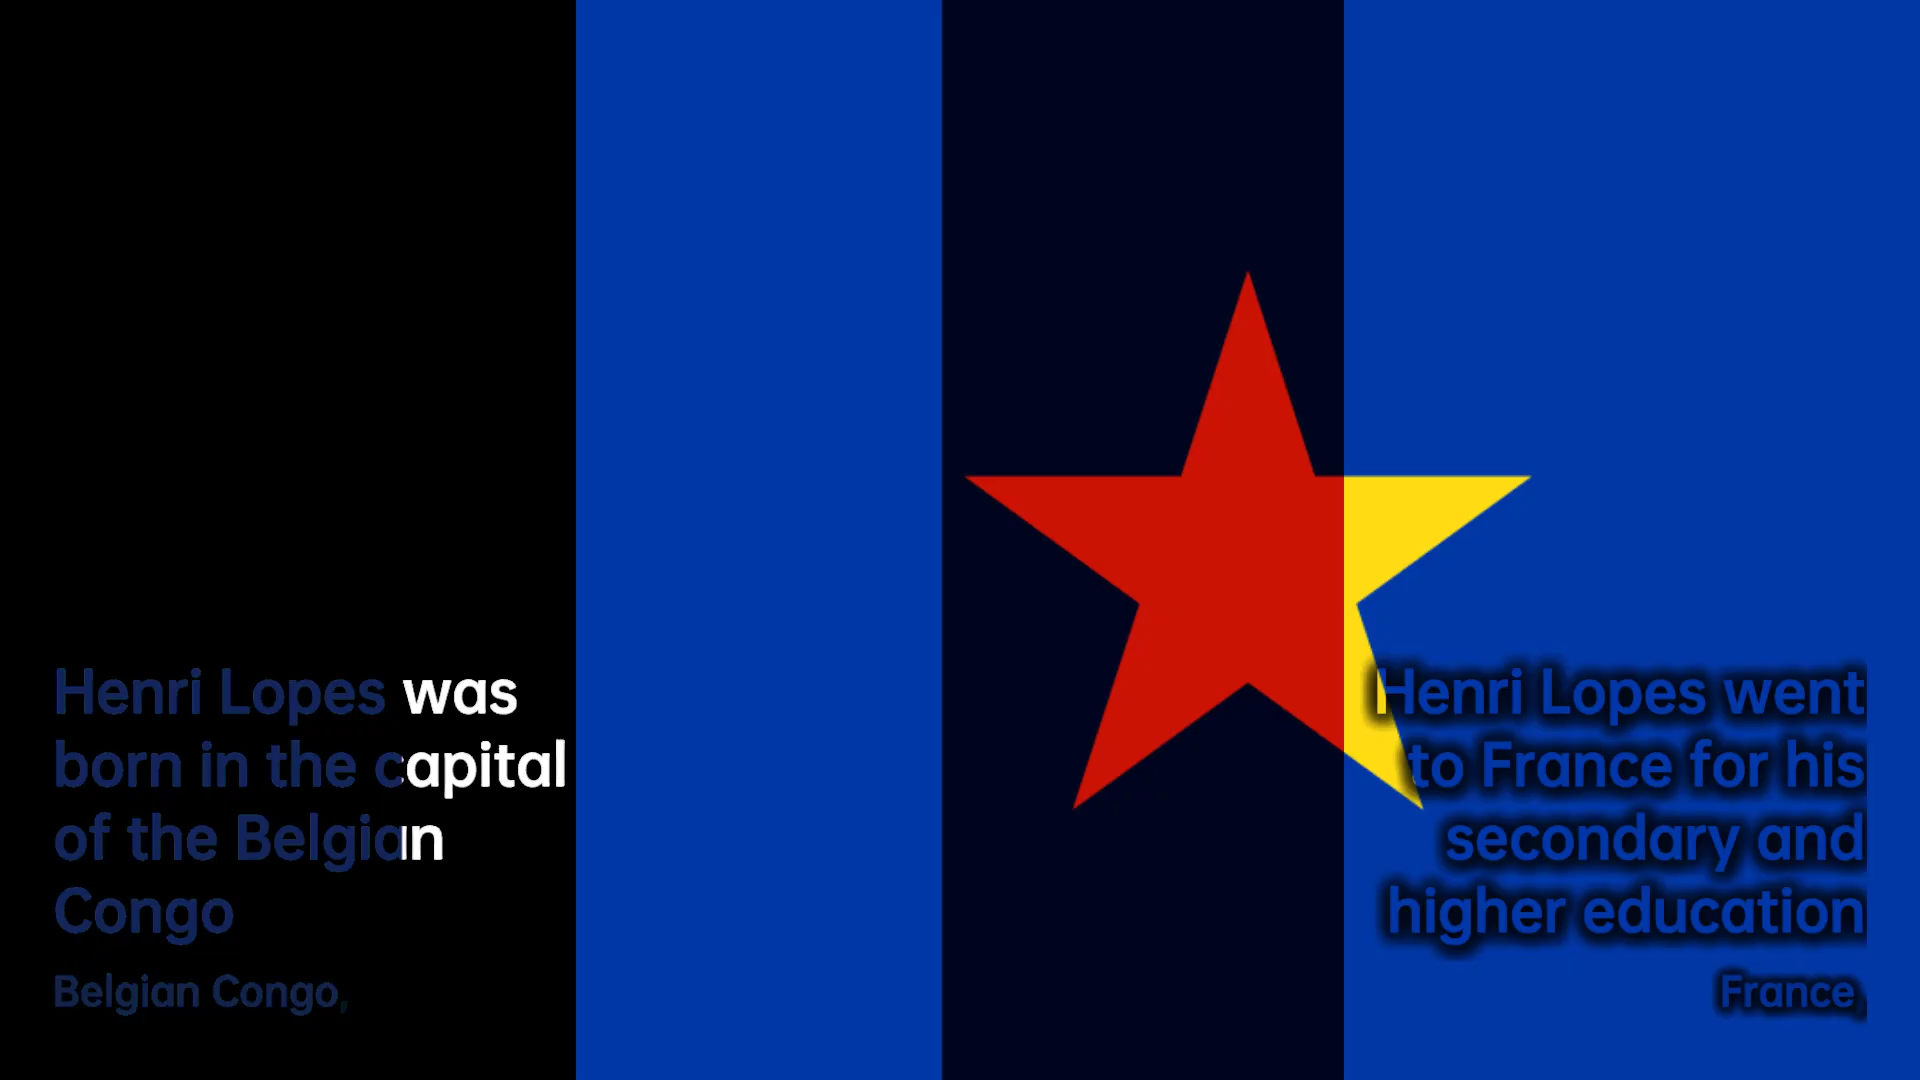 Henri Lopes was
born in the capital
of the Belgian
Congo
Belgian Congo,
Henri Lopes went
to France for his
secondary and
higher education
France